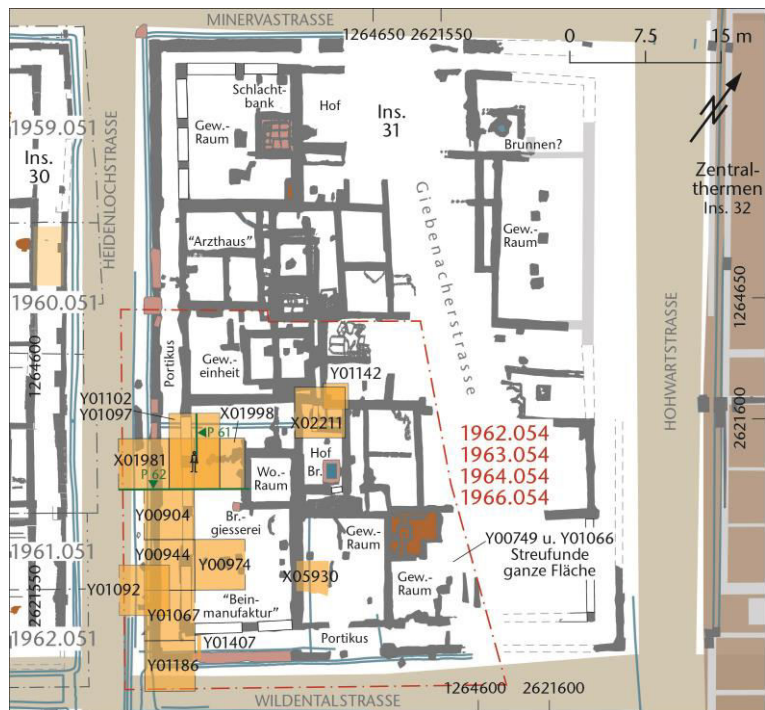 MINERVASTRASSE
1264650 2621550
0 7.5 15 m
Schlacht-
bank
Hof
Ins.
31
Gew.-
Raum
1959.051
Ins.
30
HEIDENLOCHSTRASSE
Brunnen?
Zentral-
thermen
Ins. 32
Giebenacherstrasse
Gew.-
Raum
"Arzthaus"
1960.051
1264600
1264650
HOHWARTSTRASSE
Portikus
Gew.-
einheit
Y01142
Y01102
Y01097
X01998
X02211
2621600
P 61
X01981
P 62
Wo.-
Raum
Hof
Br.
1962.054
1963.054
1964.054
1966.054
Y00904
Br.-
giesserei
Gew.-
Raum
Y00749 u. Y01066
Streufunde
ganze Fläche
1961.051
Y00944
Y00974
X05930
Gew.-
Raum
Y01092
2621550
"Bein-
manufaktur"
Y01067
1962.051
Y01407
Portikus
Y01186
1264600 2621600
WILDENTALSTRASSE